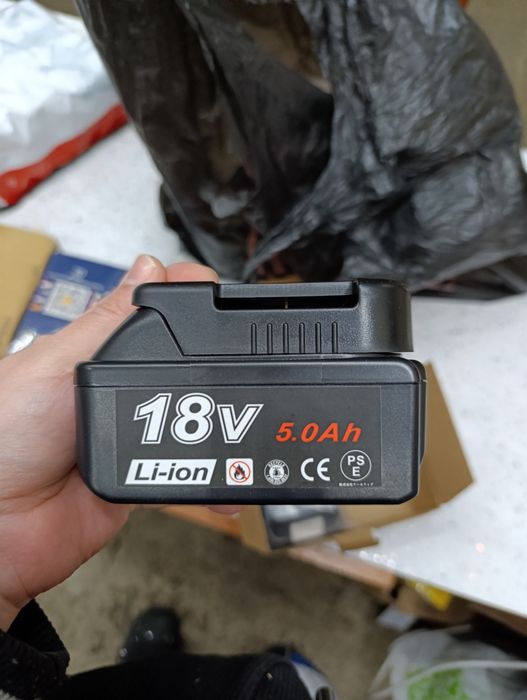 18V 5.0Ah
Li-ion CE PS
E